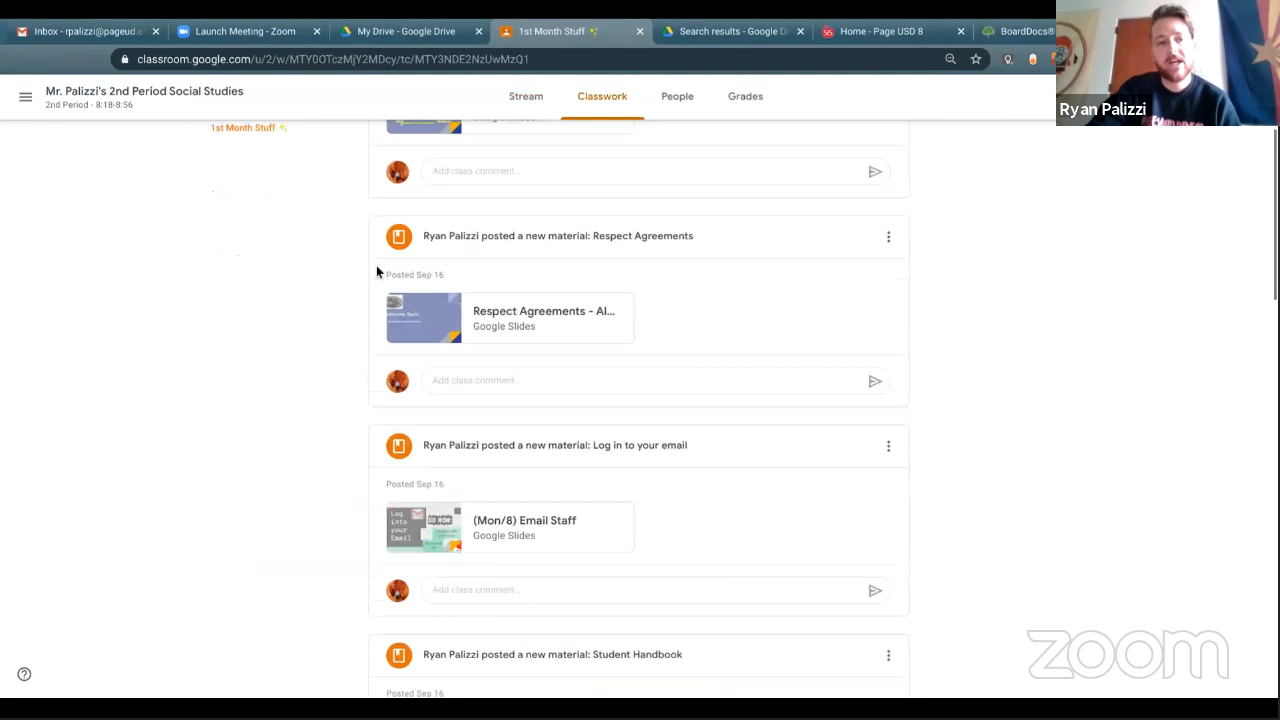 Inbox - rpalizzi@pageud.
Launch Meeting - Zoom
My Drive - Google Drive
1st Month Stuff ✨
Search results - Google D
Home - Page USD 8
BoardDocs®
classroom.google.com/u/2/w/MTY0OTczMjY2MDcy/tc/MTY3NDE2NzUwMzQ1
Mr. Palizzi's 2nd Period Social Studies
2nd Period - 8:18-8:56
Stream
Classwork
People
Grades
Ryan Palizzi
1st Month Stuff ✨
Add class comment...
Ryan Palizzi posted a new material: Respect Agreements
Posted Sep 16
Respect Agreements - Al...
Google Slides
Add class comment
Ryan Palizzi posted a new material: Log in to your email
Posted Sep 16
Log
into
your
Email
(Mon/8) Email Staff
Google Slides
Add class comment...
Ryan Palizzi posted a new material: Student Handbook
Posted Sep 16
zoom